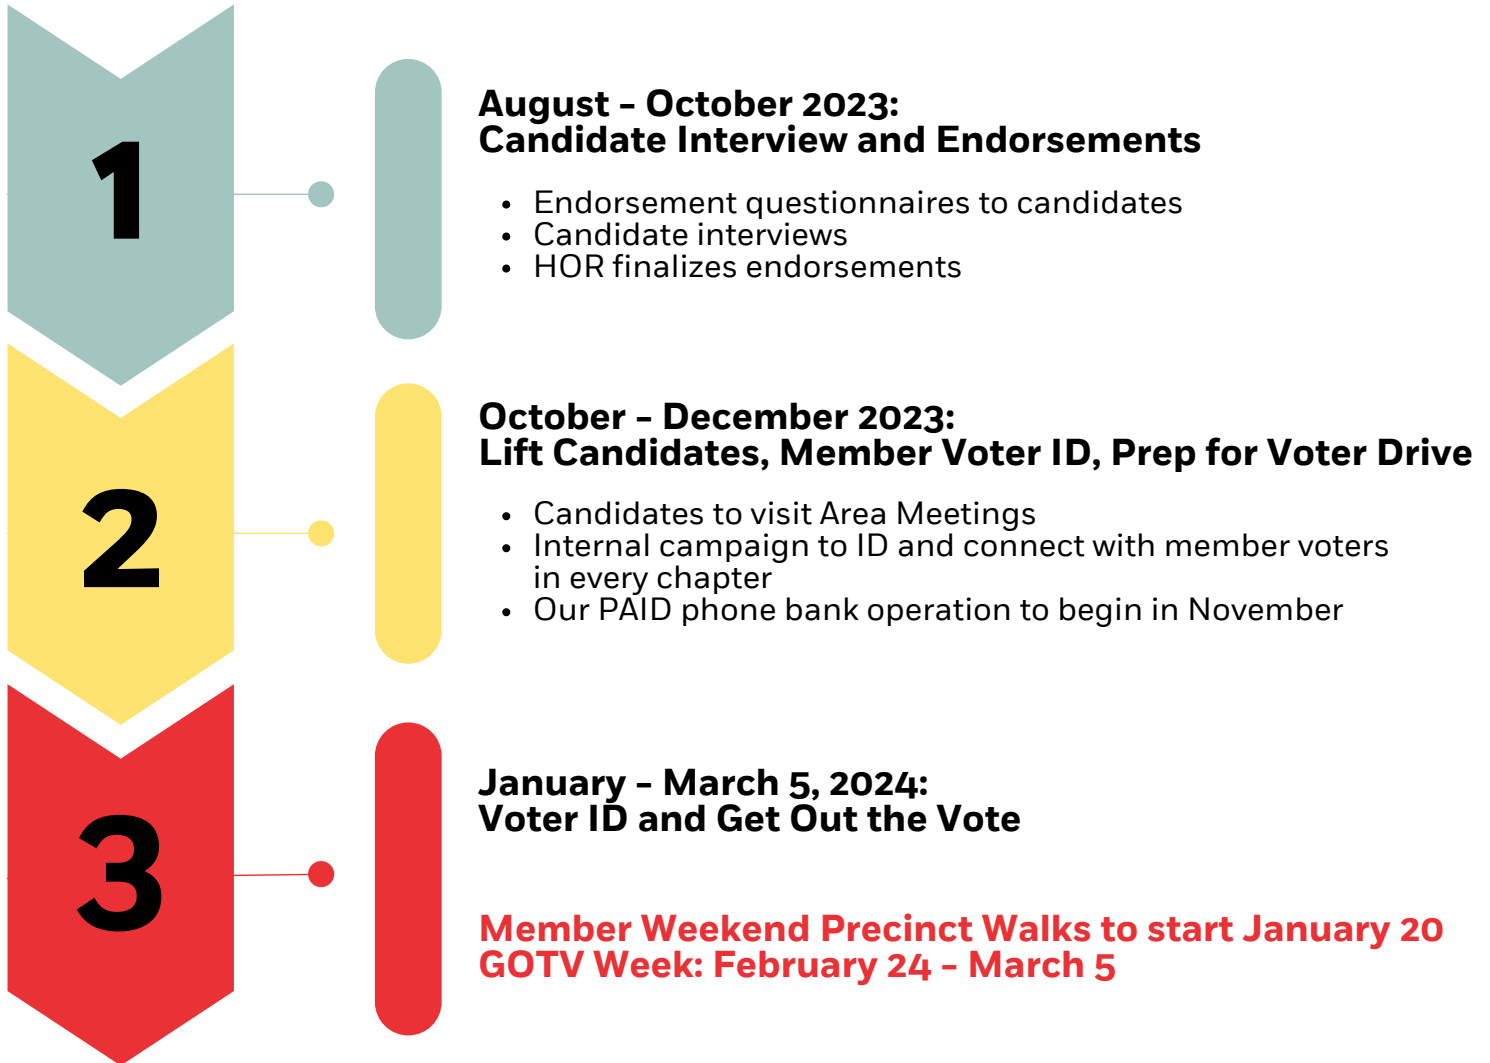 1
August – October 2023:
Candidate Interview and Endorsements
• Endorsement questionnaires to candidates
• Candidate interviews
• HOR finalizes endorsements
2
October – December 2023:
Lift Candidates, Member Voter ID, Prep for Voter Drive
• Candidates to visit Area Meetings
• Internal campaign to ID and connect with member voters
in every chapter
• Our PAID phone bank operation to begin in November
3
January – March 5, 2024:
Voter ID and Get Out the Vote
Member Weekend Precinct Walks to start January 20
GOTV Week: February 24 – March 5